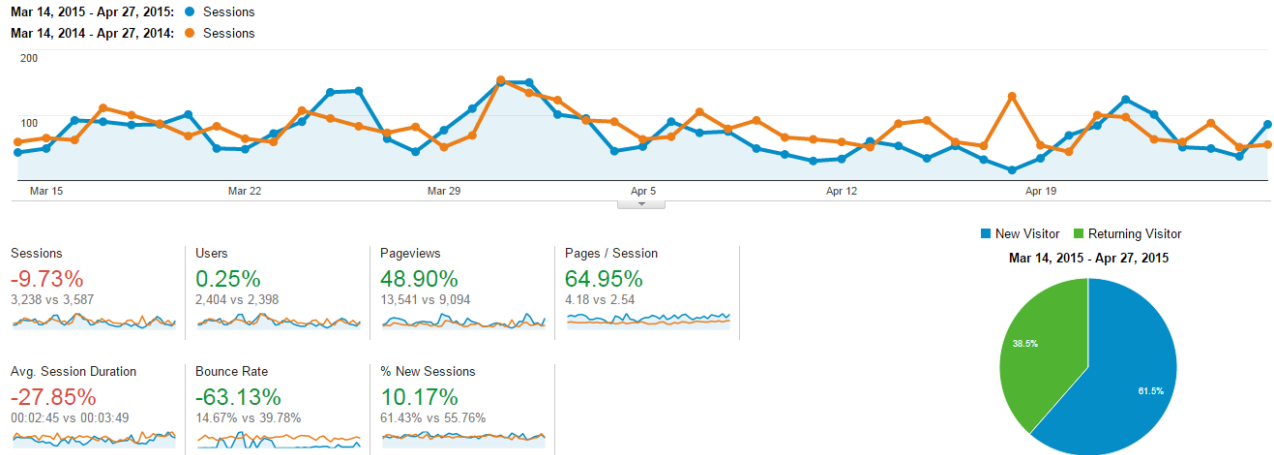 Mar 14, 2015 - Apr 27, 2015: Sessions
Mar 14, 2014 - Apr 27, 2014: Sessions
200
100
Mar 15 Mar 22 Mar 29 Apr 5 Apr 12 Apr 19
Sessions
-9.73%
3,238 vs 3,587
Users
0.25%
2,404 vs 2,398
Pageviews
48.90%
13,541 vs 9,094
Pages / Session
64.95%
4.18 vs 2.54
Avg. Session Duration
-27.85%
00:02:45 vs 00:03:49
Bounce Rate
-63.13%
14.67% vs 39.78%
% New Sessions
10.17%
61.43% vs 55.76%
New Visitor Returning Visitor
Mar 14, 2015 - Apr 27, 2015
38.5%
61.5%